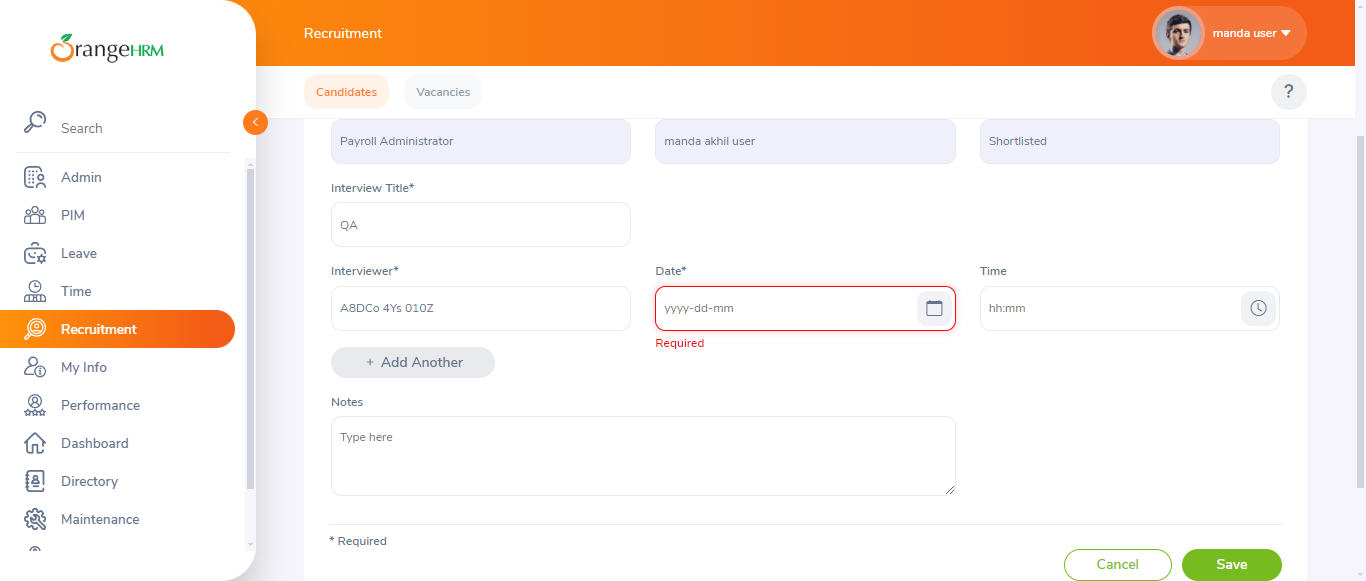 OrangeHRM
Search
Admin
PIM
Leave
Time
Recruitment
My Info
Performance
Dashboard
Directory
Maintenance
Recruitment
manda user
Candidates
Vacancies
?
Payroll Administrator
manda akhil user
Shortlisted
Interview Title*
QA
Interviewer*
Date*
Time
A8DCo 4Ys 010Z
yyyy-dd-mm
hh:mm
Required
+ Add Another
Notes
Type here
* Required
Cancel
Save